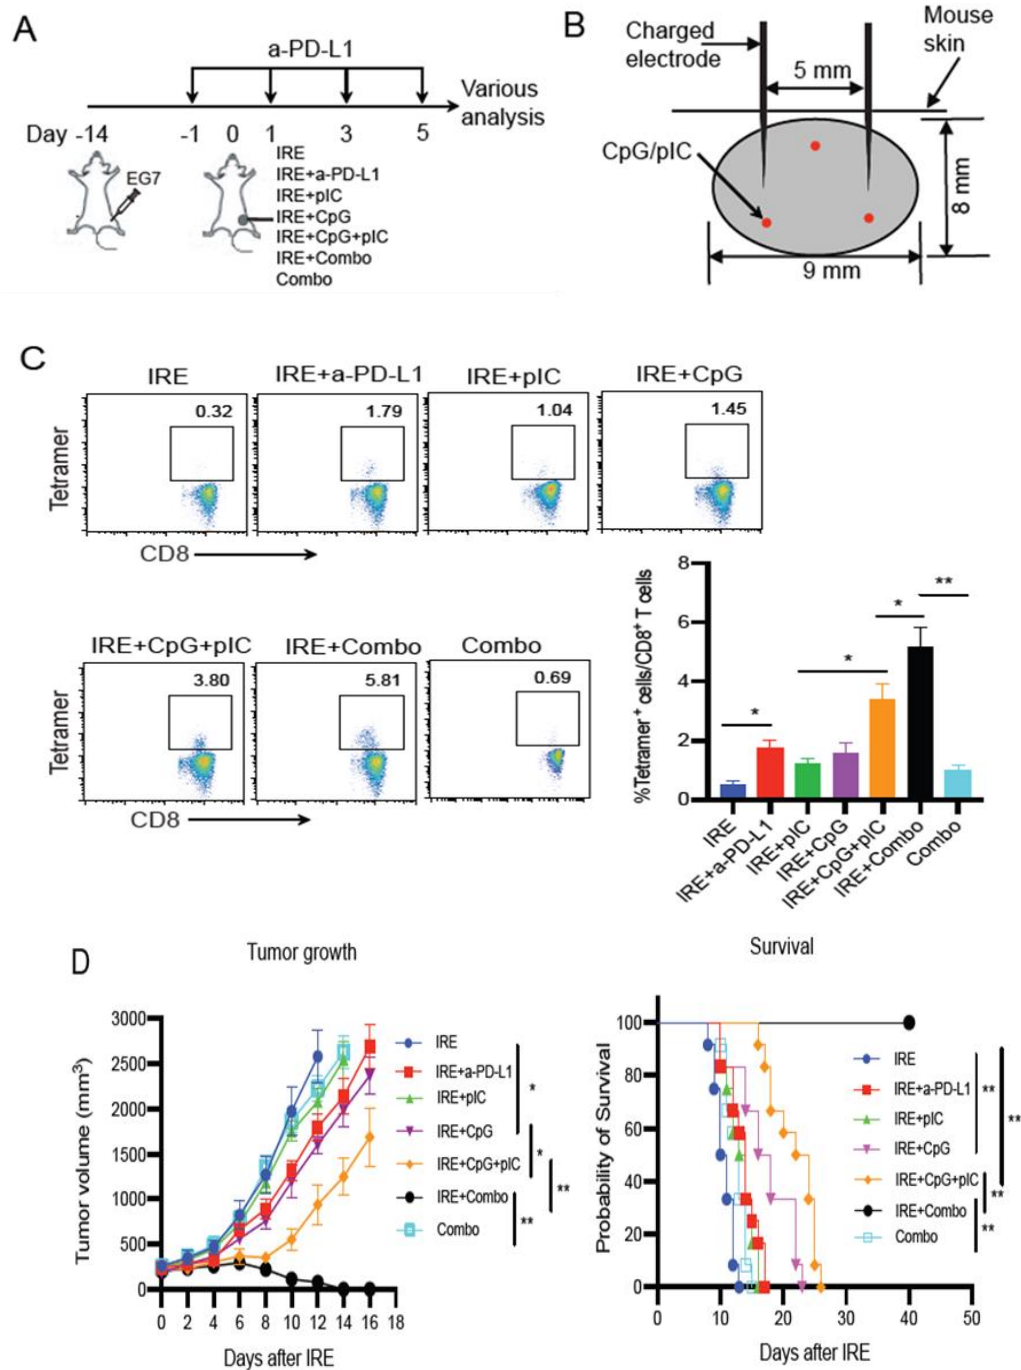 A
a-PD-L1
Various
analysis
Day -14 -1 0 1 3 5
EG7
IRE
IRE+a-PD-L1
IRE+pIC
IRE+CpG
IRE+CpG+pIC
IRE+Combo
Combo
B
Charged
electrode
Mouse
skin
5 mm
CpG/pIC
8 mm
9 mm
C
IRE IRE+a-PD-L1 IRE+pIC IRE+CpG
0.32 1.79 1.04 1.45
Tetramer
CD8
IRE+CpG+pIC IRE+Combo Combo
3.80 5.81 0.69
Tetramer
CD8
%Tetramer+ cells/CD8+ T cells
8
6
4
2
0
* * * **
IRE
IRE+a-PD-L1
IRE+pIC
IRE+CpG
IRE+CpG+pIC
IRE+Combo
Combo
D
Tumor growth
Tumor volume (mm3)
3000
2500
2000
1500
1000
500
0
0 2 4 6 8 10 12 14 16 18
Days after IRE
IRE
IRE+a-PD-L1
IRE+pIC
IRE+CpG
IRE+CpG+pIC
IRE+Combo
Combo
*
*
**
**
Survival
Probability of Survival
100
80
60
40
20
0
0 10 20 30 40 50
Days after IRE
IRE
IRE+a-PD-L1
IRE+pIC
IRE+CpG
IRE+CpG+pIC
IRE+Combo
Combo
**
**
**
**